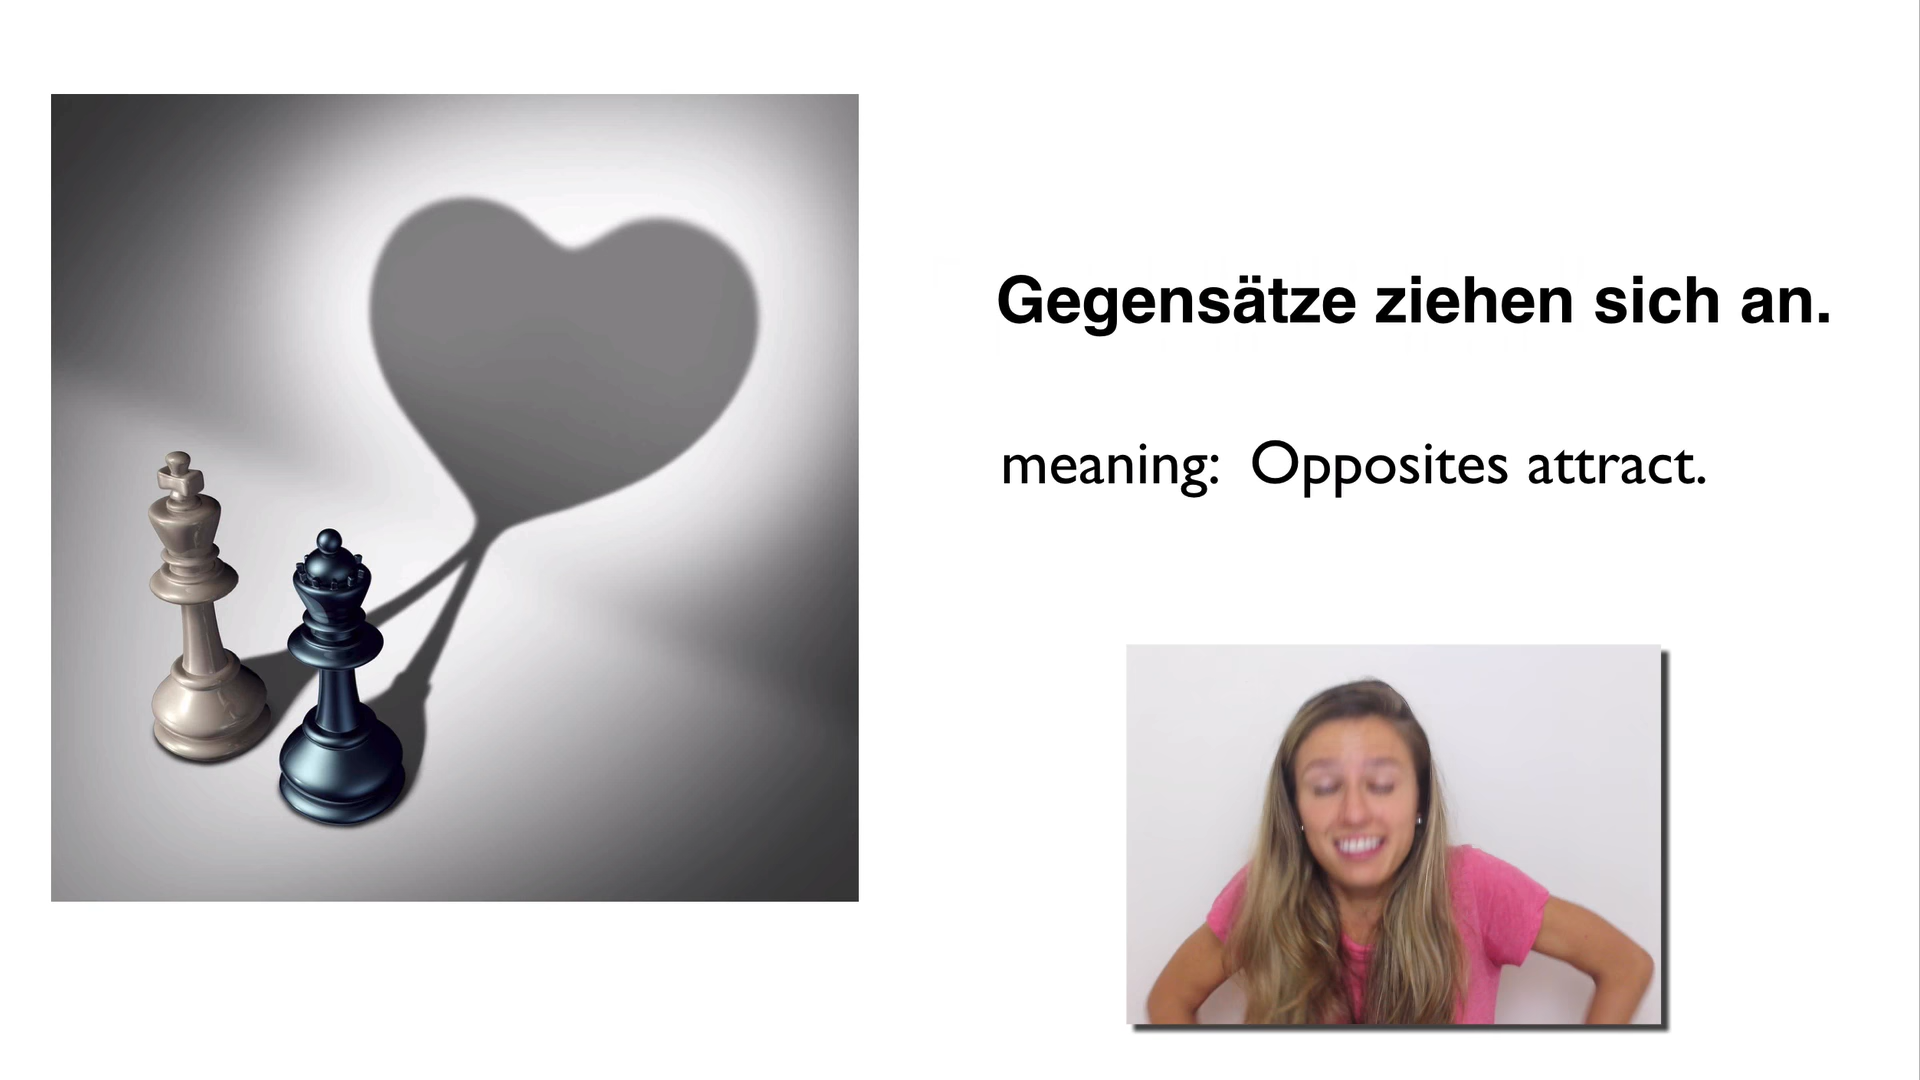 Gegensätze ziehen sich an.
meaning: Opposites attract.